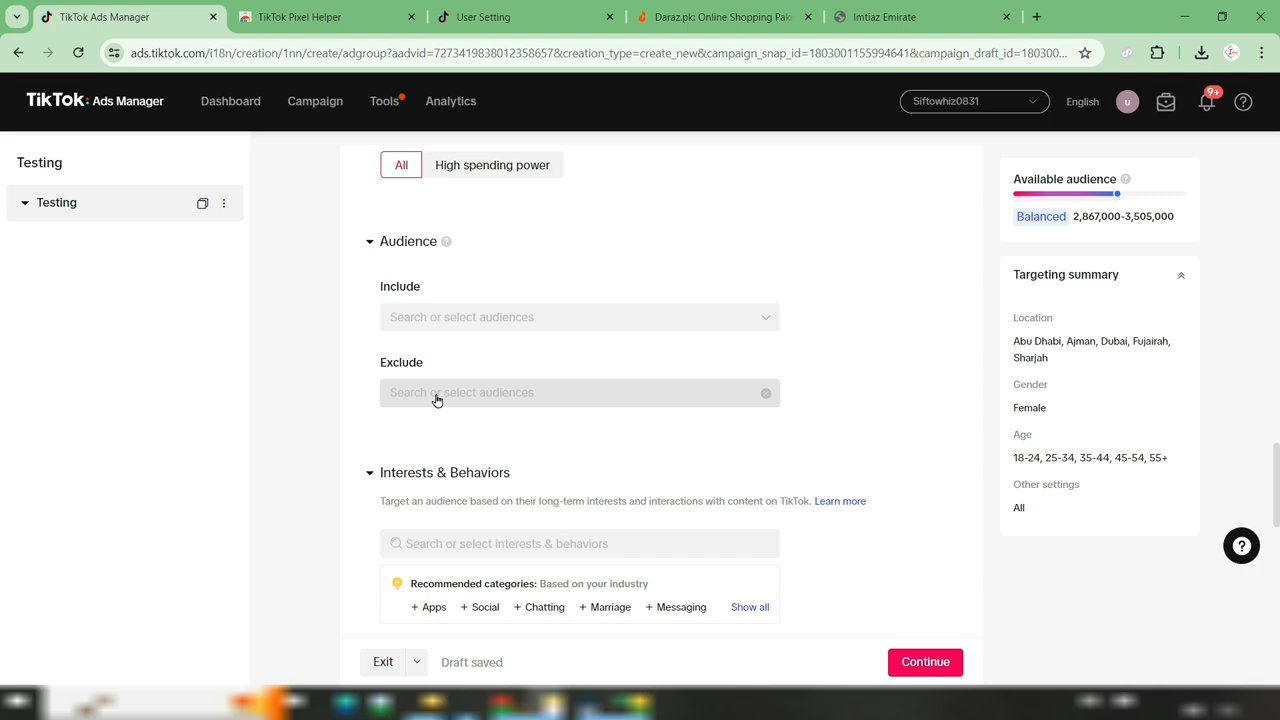 TikTok Ads Manager
TikTok Pixel Helper
User Setting
Daraz.pk: Online Shopping Pak
Imtiaz Emirate
ads.tiktok.com/i18n/creation/1nn/create/adgroup?aadvid=7273419838012358657&creation_type=create_new&campaign_snap_id=1803001155994641&campaign_draft_id=180300...
TikTok: Ads Manager
Dashboard
Campaign
Tools
Analytics
Siftowhiz0831
English
u
9+
Testing
Testing
All
High spending power
Audience
Include
Search or select audiences
Exclude
Search or select audiences
Interests & Behaviors
Target an audience based on their long-term interests and interactions with content on TikTok. Learn more
Search or select interests & behaviors
Recommended categories: Based on your industry
+ Apps + Social + Chatting + Marriage + Messaging Show all
Exit
Draft saved
Continue
Available audience
Balanced 2,867,000-3,505,000
Targeting summary
Location
Abu Dhabi, Ajman, Dubai, Fujairah,
Sharjah
Gender
Female
Age
18-24, 25-34, 35-44, 45-54, 55+
Other settings
All